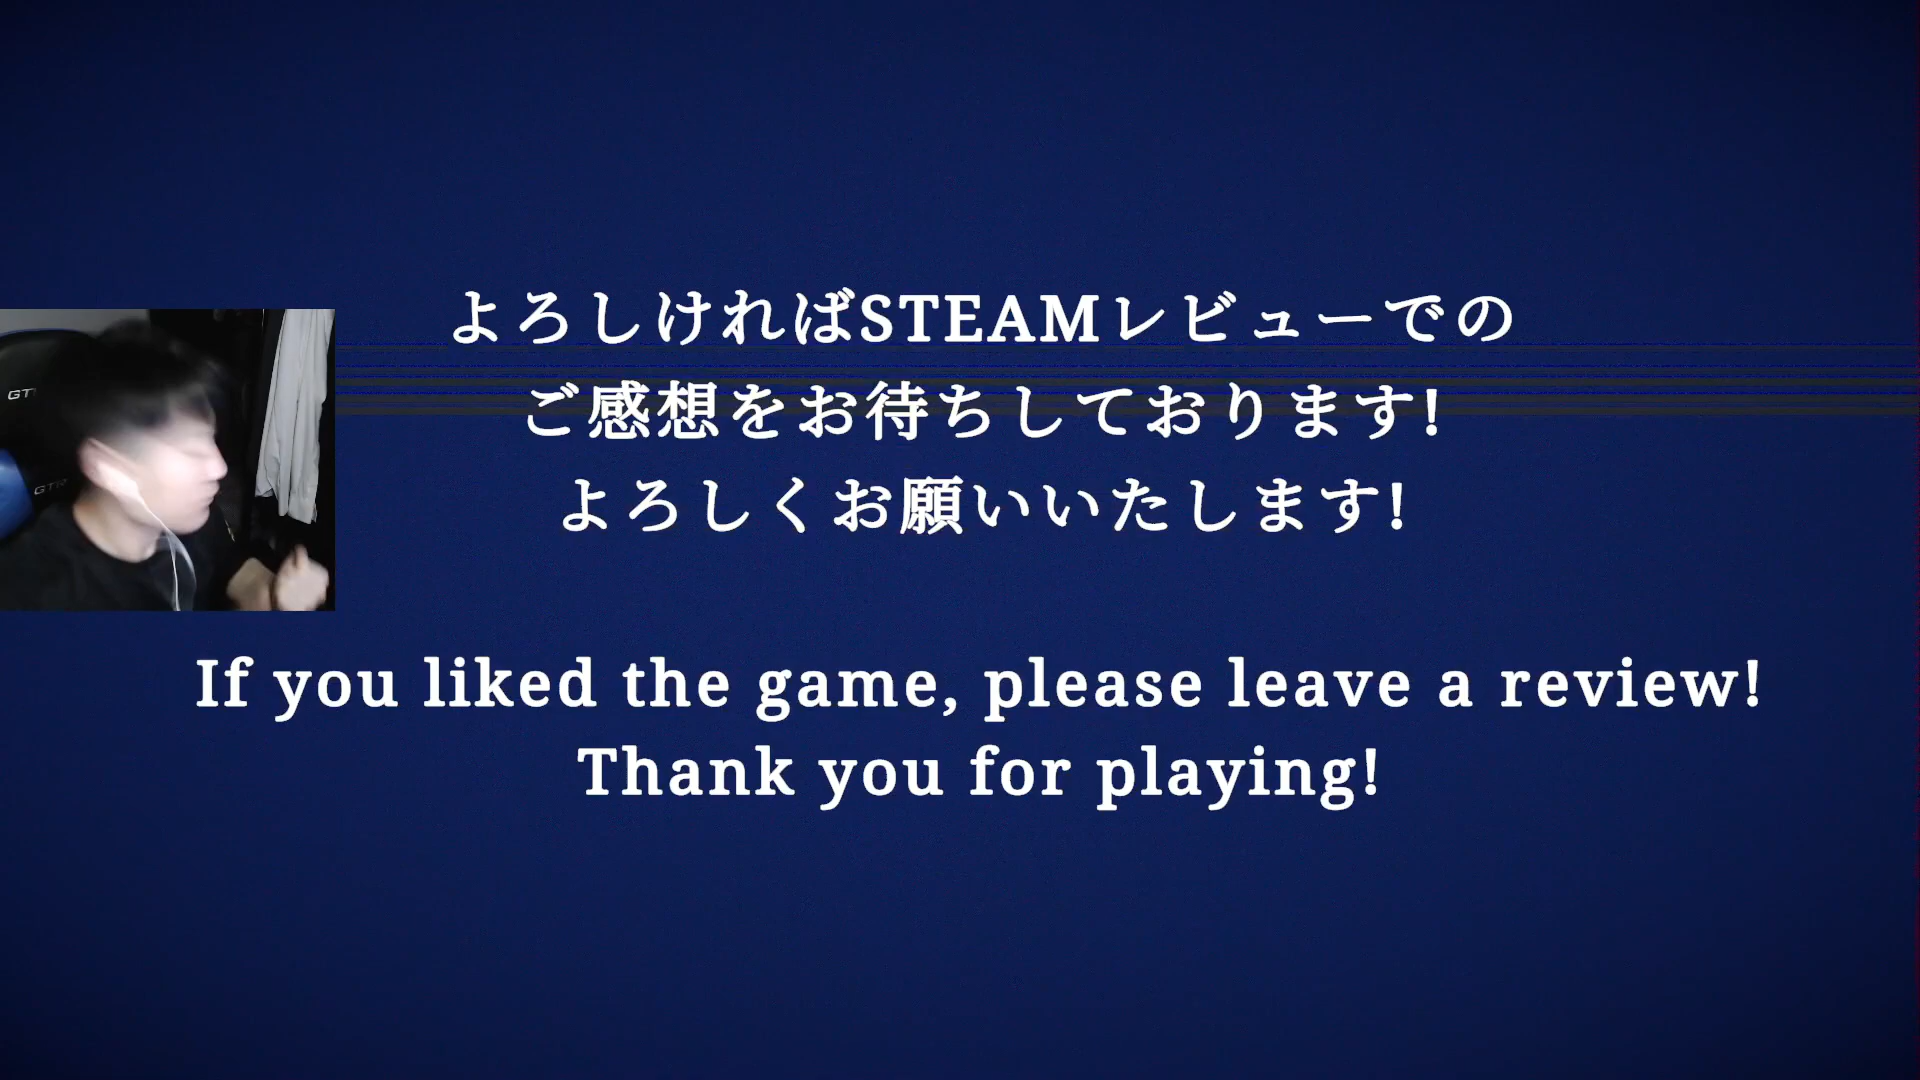 よろしければSTEAMレビューでの
ご感想をお待ちしております!
よろしくお願いいたします!
If you liked the game, please leave a review!
Thank you for playing!